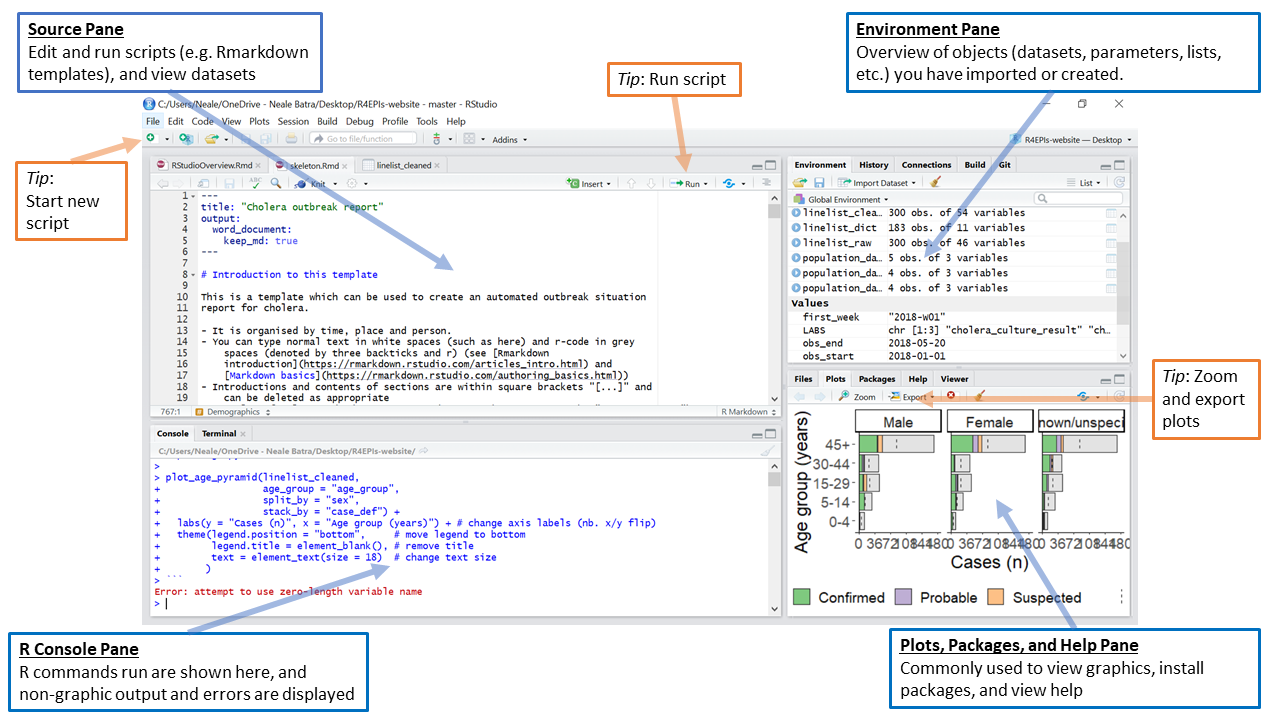 Source Pane
Edit and run scripts (e.g. Rmarkdown
templates), and view datasets
Environment Pane
Overview of objects (datasets, parameters, lists,
etc.) you have imported or created.
Tip: Run script
Tip:
Start new
script
Tip: Zoom
and export
plots
C:/Users/Neale/OneDrive - Neale Batra/Desktop/R4EPIs-website - master - RStudio
File Edit Code View Plots Session Build Debug Profile Tools Help
Go to file/function Addins
R4EPIs-website — Desktop
RStudioOverview.Rmd skeleton.Rmd linelist_cleaned
ABC Knit Insert Run
1 ---
2 title: "Cholera outbreak report"
3 output:
4 word_document:
5 keep_md: true
6 ---
7
8 # Introduction to this template
9
10
11 This is a template which can be used to create an automated outbreak situation
report for cholera.
12
13 - It is organised by time, place and person.
14 - You can type normal text in white spaces (such as here) and r-code in grey
15 spaces (denoted by three backticks and r) (see [Rmarkdown
16 introduction](https://rmarkdown.rstudio.com/articles_intro.html) and
17 [Markdown basics](https://rmarkdown.rstudio.com/authoring_basics.html))
18 - Introductions and contents of sections are within square brackets "[...]" and
19 can be deleted as appropriate
767:1 Demographics R Markdown
Console Terminal
C:/Users/Neale/OneDrive - Neale Batra/Desktop/R4EPIs-website/
>
> plot_age_pyramid(linelist_cleaned,
+ age_group = "age_group",
+ split_by = "sex",
+ stack_by = "case_def") +
+ labs(y = "Cases (n)", x = "Age group (years)") + # change axis labels (nb. x/y flip)
+ theme(legend.position = "bottom", # move legend to bottom
+ legend.title = element_blank(), # remove title
+ text = element_text(size = 18) # change text size
+ )
> ```
Error: attempt to use zero-length variable name
>
Environment History Connections Build Git
Import Dataset List
Global Environment
linelist_clea… 300 obs. of 54 variables
linelist_dict 183 obs. of 11 variables
linelist_raw 300 obs. of 46 variables
population_da… 5 obs. of 3 variables
population_da… 4 obs. of 3 variables
population_da… 4 obs. of 3 variables
Values
first_week "2018-W01"
LABS chr [1:3] "cholera_culture_result" "ch…
obs_end 2018-05-20
obs_start 2018-01-01
Files Plots Packages Help Viewer
Zoom Export
Male Female nown/unspeci
Age group (years)
45+
30-44
15-29
5-14
0-4
0 36 72 108 144 180 0 36 72 108 144 180 0 36 72 108 144 180
Cases (n)
Confirmed Probable Suspected
R Console Pane
R commands run are shown here, and
non-graphic output and errors are displayed
Plots, Packages, and Help Pane
Commonly used to view graphics, install
packages, and view help